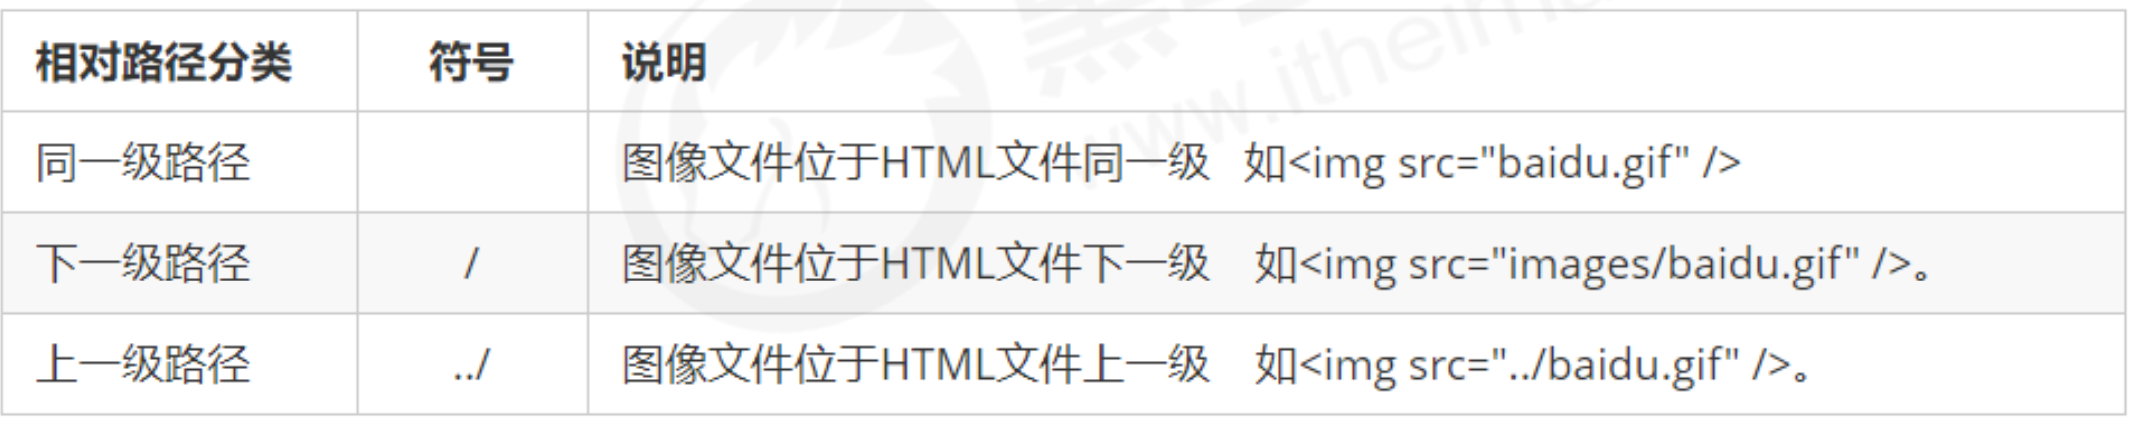 相对路径分类 符号 说明
同一级路径 图像文件位于HTML文件同一级 如<img src="baidu.gif" />
下一级路径 / 图像文件位于HTML文件下一级 如<img src="images/baidu.gif" />。
上一级路径 ../ 图像文件位于HTML文件上一级 如<img src="../baidu.gif" />。